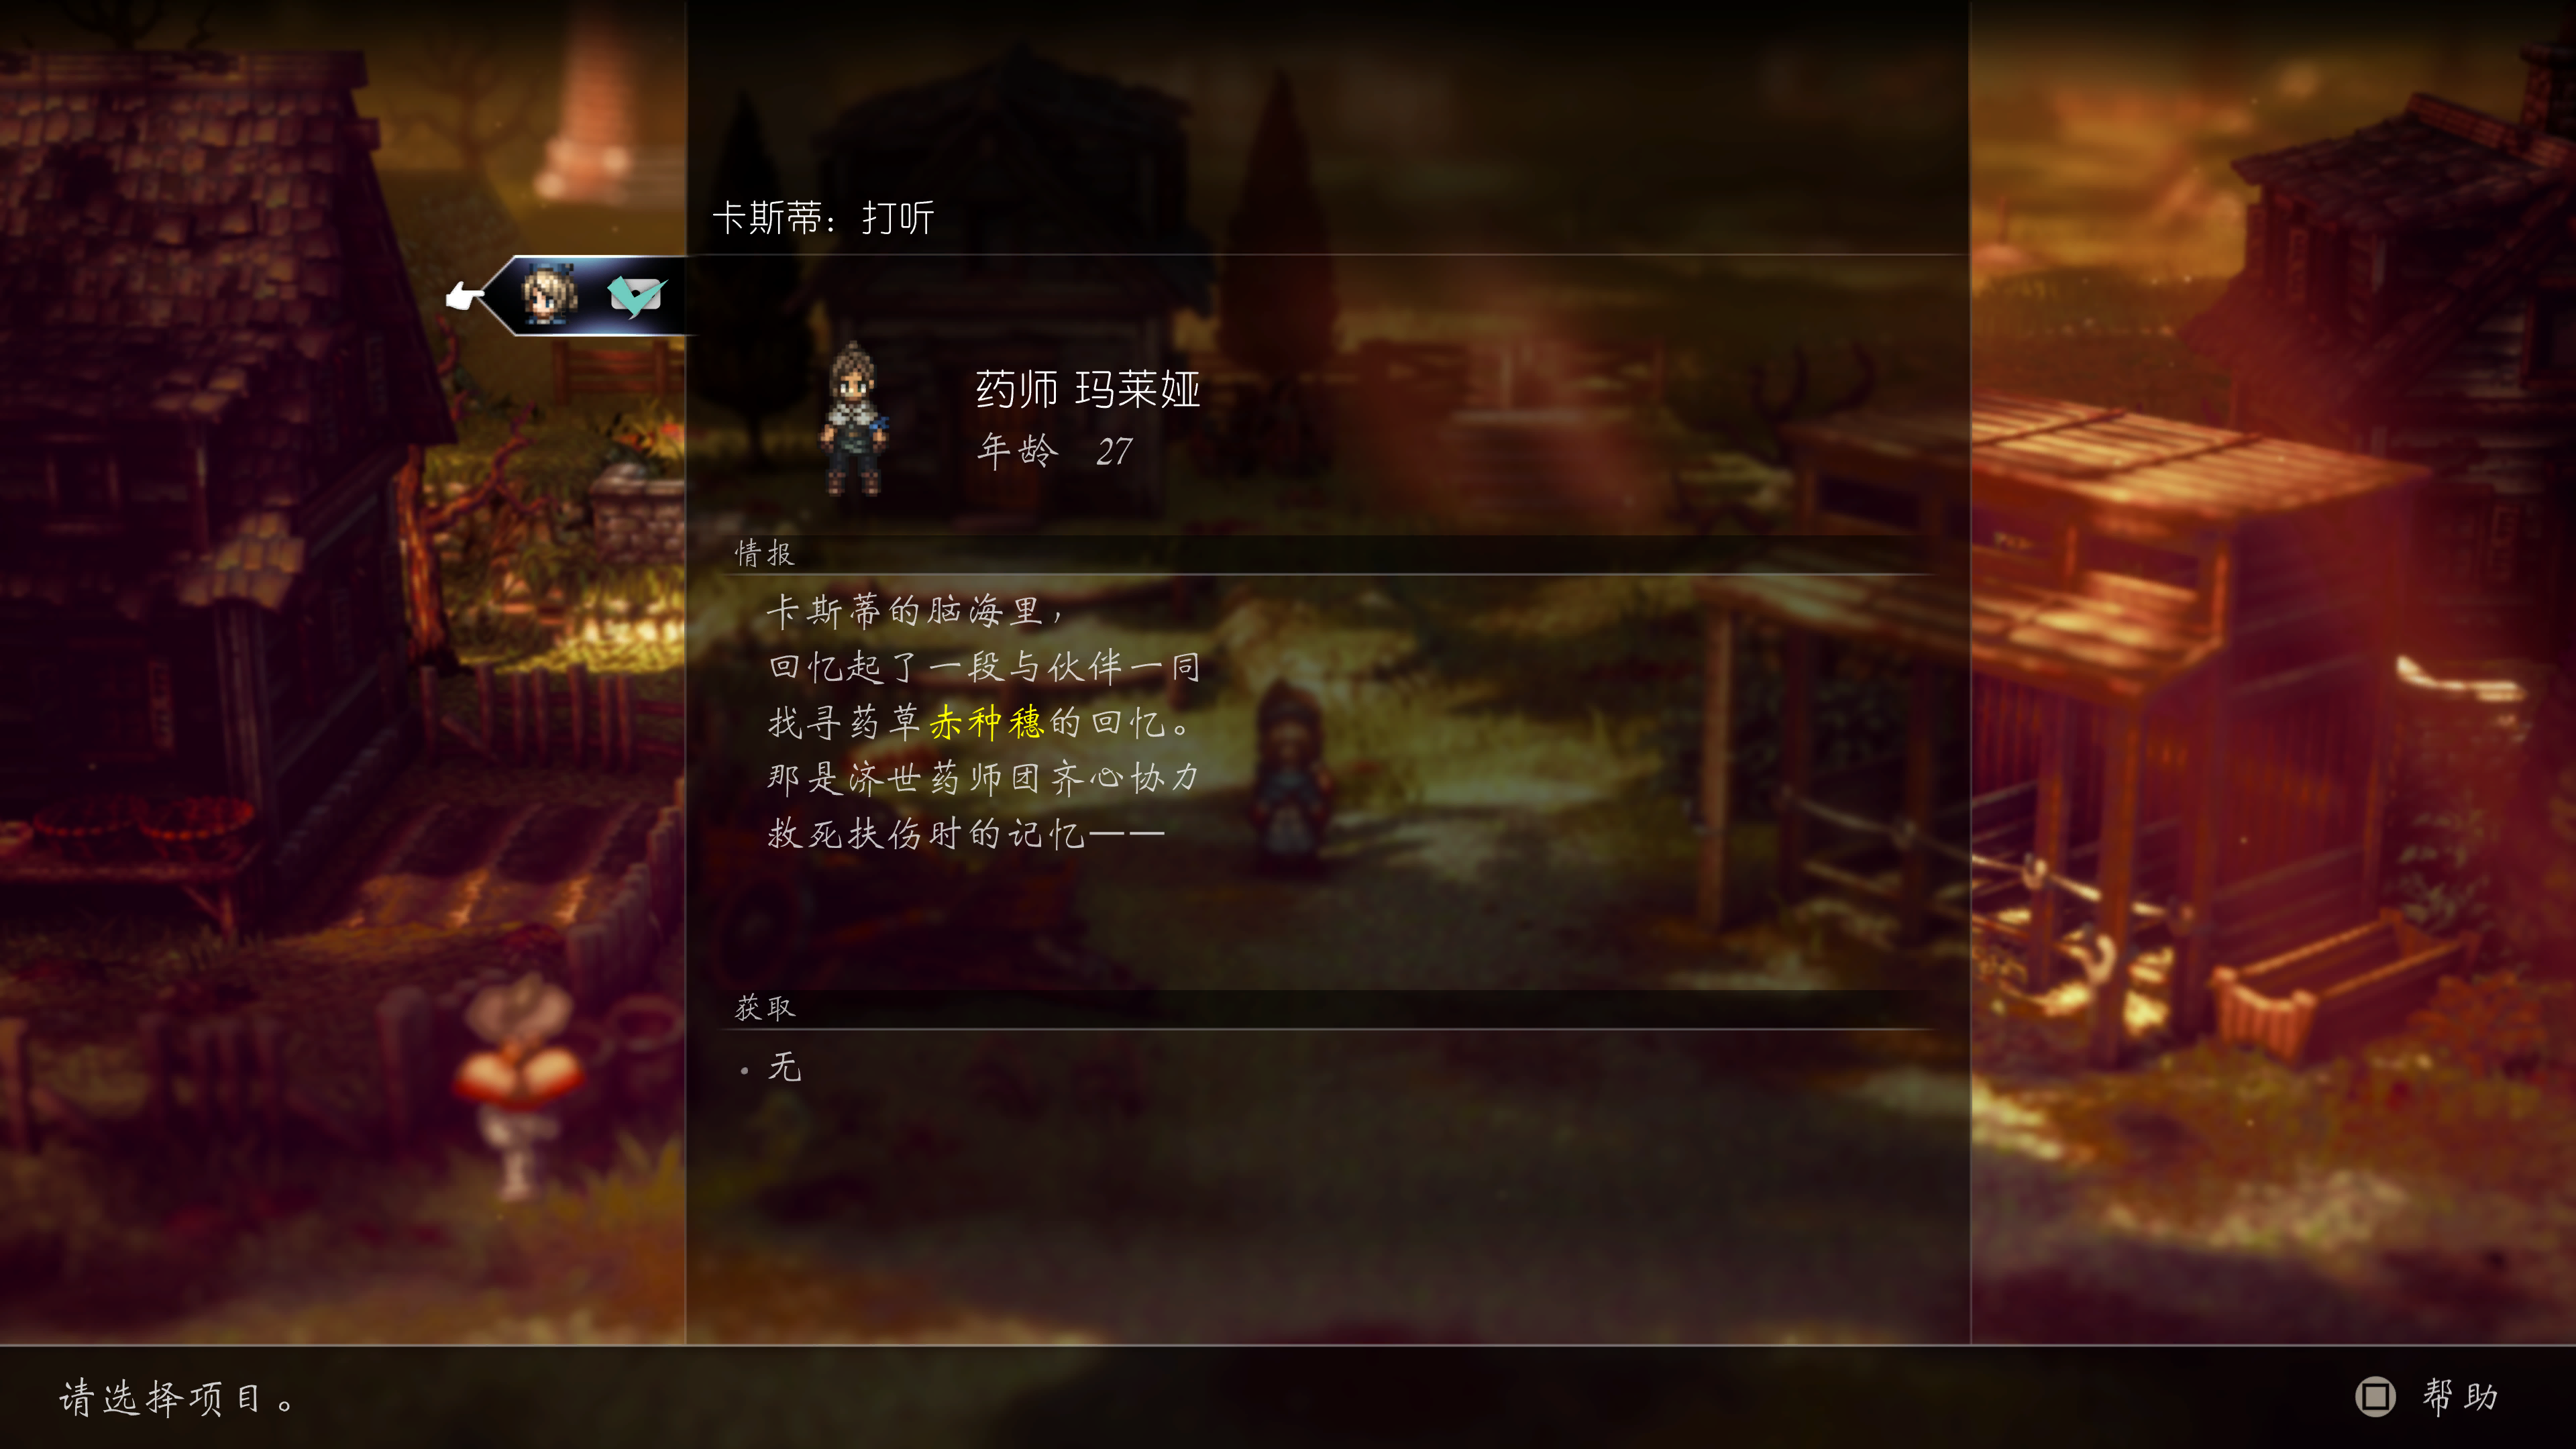 卡斯蒂：打听
药师 玛莱娅
年龄 27
情报
卡斯蒂的脑海里，
回忆起了一段与伙伴一同
找寻药草赤种穗的回忆。
那是济世药师团齐心协力
救死扶伤时的记忆——
获取
・无
请选择项目。
帮助